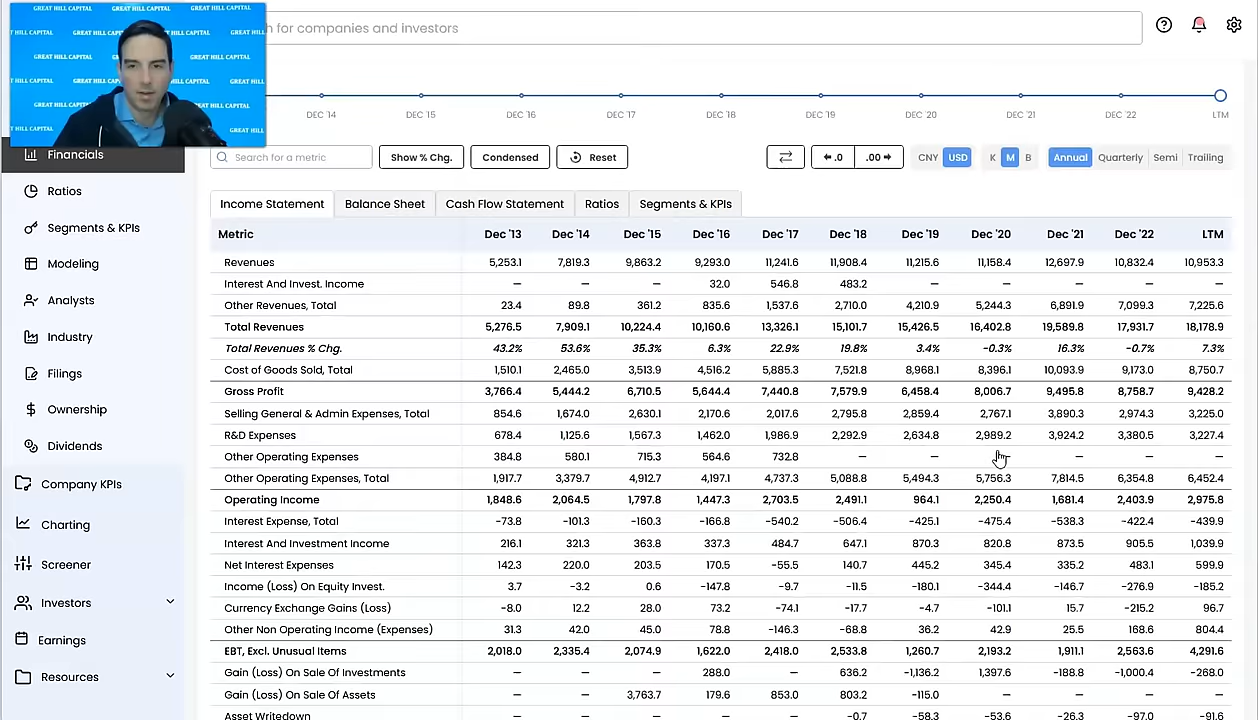 GREAT HILL CAPITAL GREAT HILL CAPITAL GREAT HILL CAPITAL
h for companies and investors
DEC '14 DEC '15 DEC '16 DEC '17 DEC '18 DEC '19 DEC '20 DEC '21 DEC '22 LTM
Financials
Ratios
Segments & KPIs
Modeling
Analysts
Industry
Filings
Ownership
Dividends
Company KPIs
Charting
Screener
Investors
Earnings
Resources
Search for a metric Show % Chg. Condensed Reset .0 .00 CNY USD K M B Annual Quarterly Semi Trailing
Income Statement Balance Sheet Cash Flow Statement Ratios Segments & KPIs
Metric Dec '13 Dec '14 Dec '15 Dec '16 Dec '17 Dec '18 Dec '19 Dec '20 Dec '21 Dec '22 LTM
Revenues 5,253.1 7,819.3 9,863.2 9,293.0 11,241.6 11,908.4 11,215.6 11,158.4 12,697.9 10,832.4 10,953.3
Interest And Invest. Income — — — 32.0 546.8 483.2 — — — — —
Other Revenues, Total 23.4 89.8 361.2 835.6 1,537.6 2,710.0 4,210.9 5,244.3 6,891.9 7,099.3 7,225.6
Total Revenues 5,276.5 7,909.1 10,224.4 10,160.6 13,326.1 15,101.7 15,426.5 16,402.8 19,589.8 17,931.7 18,178.9
Total Revenues % Chg. 43.2% 53.6% 35.3% 6.3% 22.9% 19.8% 3.4% -0.3% 16.3% -0.7% 7.3%
Cost of Goods Sold, Total 1,510.1 2,465.0 3,513.9 4,516.2 5,885.3 7,521.8 8,968.1 8,396.1 10,093.9 9,173.0 8,750.7
Gross Profit 3,766.4 5,444.2 6,710.5 5,644.4 7,440.8 7,579.9 6,458.4 8,006.7 9,495.8 8,758.7 9,428.2
Selling General & Admin Expenses, Total 854.6 1,674.0 2,630.1 2,170.6 2,017.6 2,795.8 2,859.4 2,767.1 3,890.3 2,974.3 3,225.0
R&D Expenses 678.4 1,125.6 1,567.3 1,462.0 1,986.9 2,292.9 2,634.8 2,989.2 3,924.2 3,380.5 3,227.4
Other Operating Expenses 384.8 580.1 715.3 564.6 732.8 — — — — — —
Other Operating Expenses, Total 1,917.7 3,379.7 4,912.7 4,197.1 4,737.3 5,088.8 5,494.3 5,756.3 7,814.5 6,354.8 6,452.4
Operating Income 1,848.6 2,064.5 1,797.8 1,447.3 2,703.5 2,491.1 964.1 2,250.4 1,681.4 2,403.9 2,975.8
Interest Expense, Total -73.8 -101.3 -160.3 -166.8 -540.2 -506.4 -425.1 -475.4 -538.3 -422.4 -439.9
Interest And Investment Income 216.1 321.3 363.8 337.3 484.7 647.1 870.3 820.8 873.5 905.5 1,039.9
Net Interest Expenses 142.3 220.0 203.5 170.5 -55.5 140.7 445.2 345.4 335.2 483.1 599.9
Income (Loss) On Equity Invest. 3.7 -3.2 0.6 -147.8 -9.7 -11.5 -180.1 -344.4 -146.7 -276.9 -185.2
Currency Exchange Gains (Loss) -8.0 12.2 28.0 73.2 -74.1 -17.7 -4.7 -101.1 15.7 -215.2 96.7
Other Non Operating Income (Expenses) 31.3 42.0 45.0 78.8 -146.3 -68.8 36.2 42.9 25.5 168.6 804.4
EBT, Excl. Unusual Items 2,018.0 2,335.4 2,074.9 1,622.0 2,418.0 2,533.8 1,260.7 2,193.2 1,911.1 2,563.6 4,291.6
Gain (Loss) On Sale Of Investments — — — 288.0 — 636.2 -1,136.2 1,397.6 -188.8 -1,000.4 -268.0
Gain (Loss) On Sale Of Assets — — 3,763.7 179.6 853.0 803.2 -115.0 — — — —
Asset Writedown — — — — — -0.7 -58.3 -53.6 -26.3 -97.0 -91.6